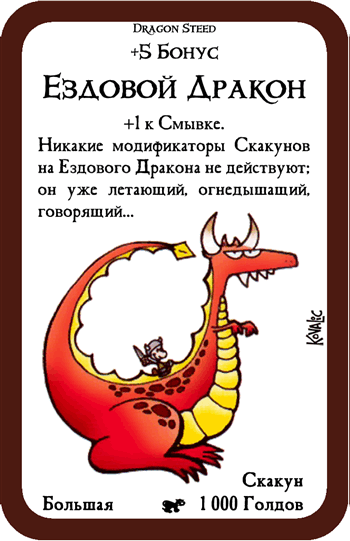 Dragon Steed
+5 Бонус
Ездовой Дракон
+1 к Смывке.
Никакие модификаторы Скакунов
на Ездового Дракона не действуют;
он уже летающий, огнедышащий,
говорящий...
Kovalic
Скакун
Большая 1 000 Голдов